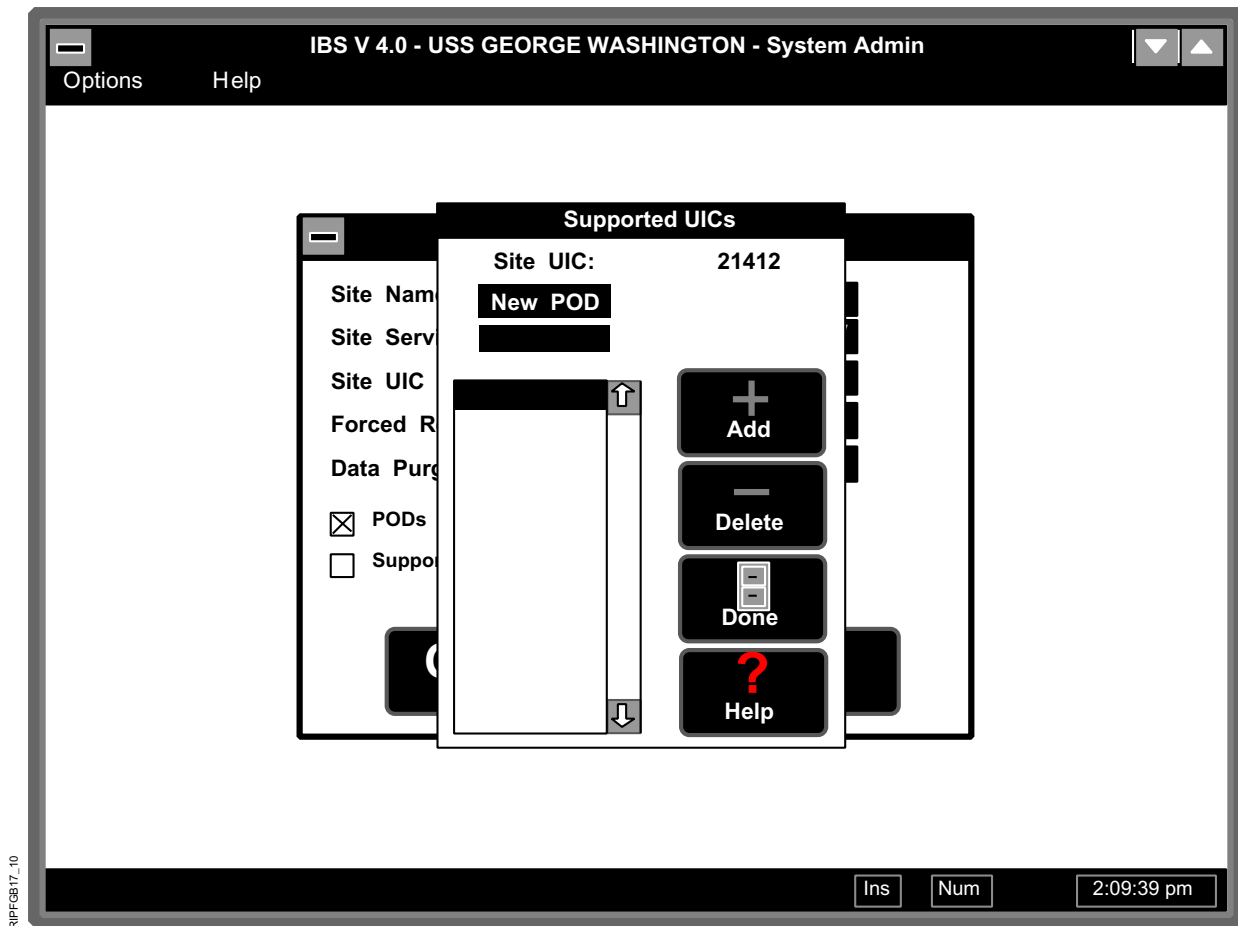 IBS V 4.0 - USS GEORGE WASHINGTON - System Admin
Options Help
Supported UICs
Site UIC: 21412
New POD
Site Nam
Site Servi
Site UIC
Forced R
Data Purg
PODs
Suppor
Add
Delete
Done
? Help
Ins Num 2:09:39 pm
RIPFGB17_10